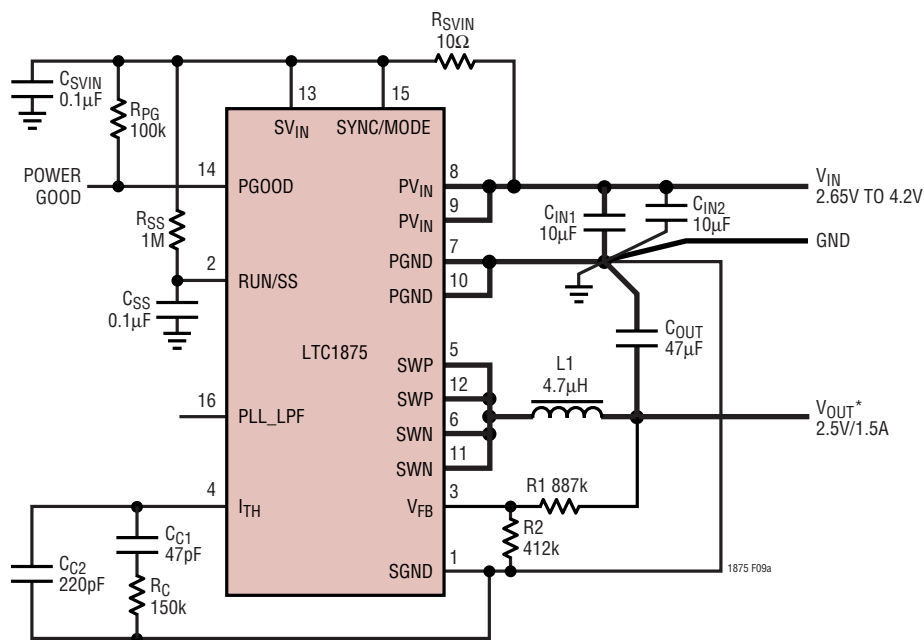 R_SVIN
10Ω
C_SVIN
0.1µF
R_PG
100k
13
15
SV_IN
SYNC/MODE
POWER
GOOD
14
PGOOD
8
PV_IN
9
PV_IN
V_IN
2.65V TO 4.2V
C_IN1
10µF
C_IN2
10µF
GND
R_SS
1M
2
RUN/SS
7
PGND
10
PGND
C_SS
0.1µF
LTC1875
C_OUT
47µF
5
SWP
12
SWP
L1
4.7µH
16
PLL_LPF
6
SWN
11
SWN
V_OUT*
2.5V/1.5A
4
I_TH
3
V_FB
R1 887k
R2
412k
C_C1
47pF
C_C2
220pF
R_C
150k
1
SGND
1875 F09a